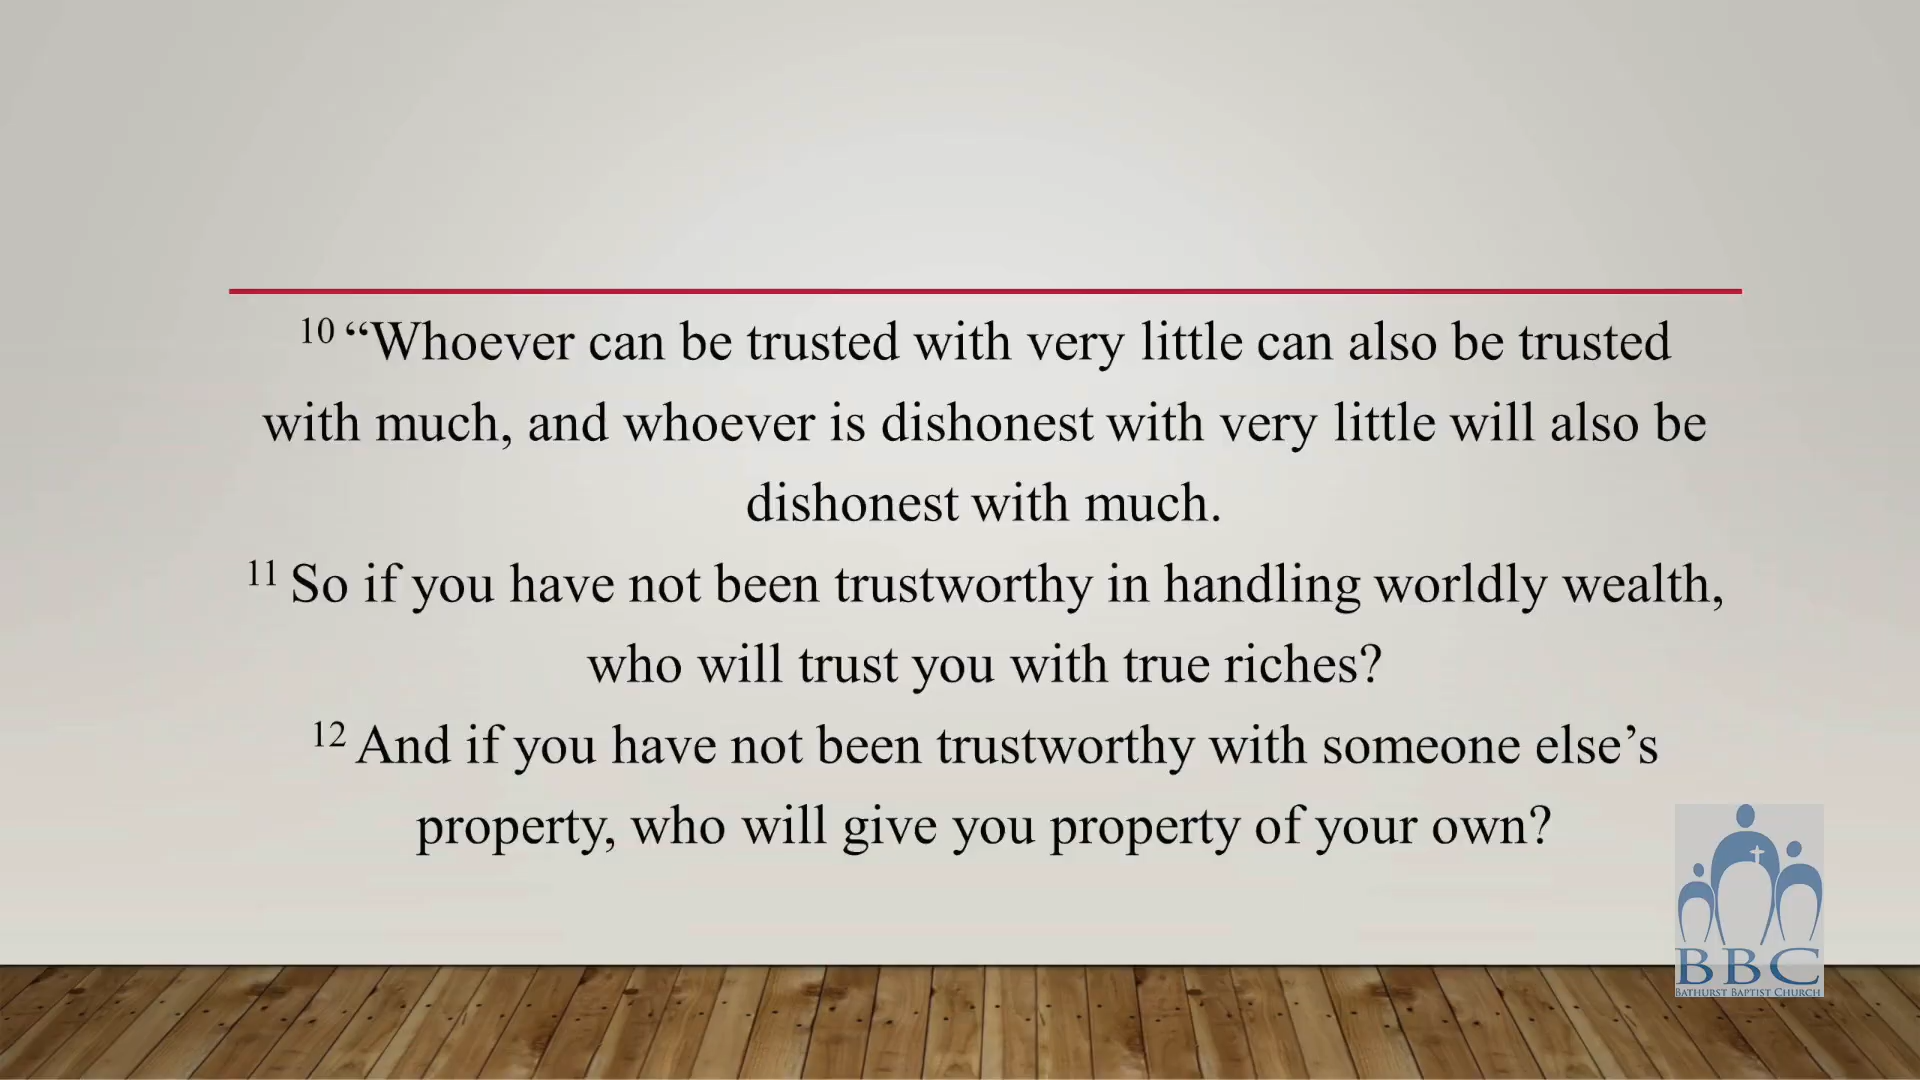 10 “Whoever can be trusted with very little can also be trusted
with much, and whoever is dishonest with very little will also be
dishonest with much.
11 So if you have not been trustworthy in handling worldly wealth,
who will trust you with true riches?
12 And if you have not been trustworthy with someone else’s
property, who will give you property of your own?
BBC
BATHURST BAPTIST CHURCH